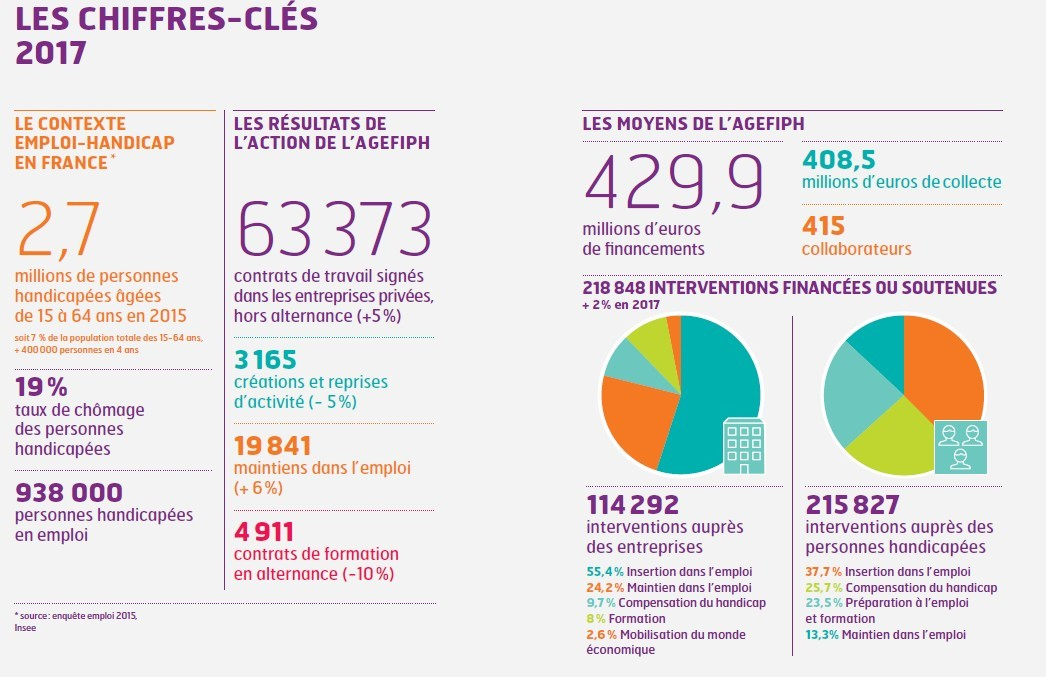 LES CHIFFRES-CLÉS
2017
LE CONTEXTE
EMPLOI-HANDICAP
EN FRANCE*
2,7
millions de personnes
handicapées âgées
de 15 à 64 ans en 2015
soit 7 % de la population totale des 15-64 ans,
+ 400 000 personnes en 4 ans
19 %
taux de chômage
des personnes
handicapées
938 000
personnes handicapées
en emploi
* source : enquête emploi 2015,
Insee
LES RÉSULTATS DE
L'ACTION DE L'AGEFIPH
63 373
contrats de travail signés
dans les entreprises privées,
hors alternance (+5 %)
3 165
créations et reprises
d'activité (- 5 %)
19 841
maintiens dans l'emploi
(+ 6 %)
4 911
contrats de formation
en alternance (-10 %)
LES MOYENS DE L'AGEFIPH
429,9
millions d'euros
de financements
408,5
millions d'euros de collecte
415
collaborateurs
218 848 INTERVENTIONS FINANCÉES OU SOUTENUES
+ 2 % en 2017
114 292
interventions auprès
des entreprises
55,4 % Insertion dans l'emploi
24,2 % Maintien dans l'emploi
9,7 % Compensation du handicap
8 % Formation
2,6 % Mobilisation du monde
économique
215 827
interventions auprès des
personnes handicapées
37,7 % Insertion dans l'emploi
25,7 % Compensation du handicap
23,5 % Préparation à l'emploi
et formation
13,3% Maintien dans l'emploi